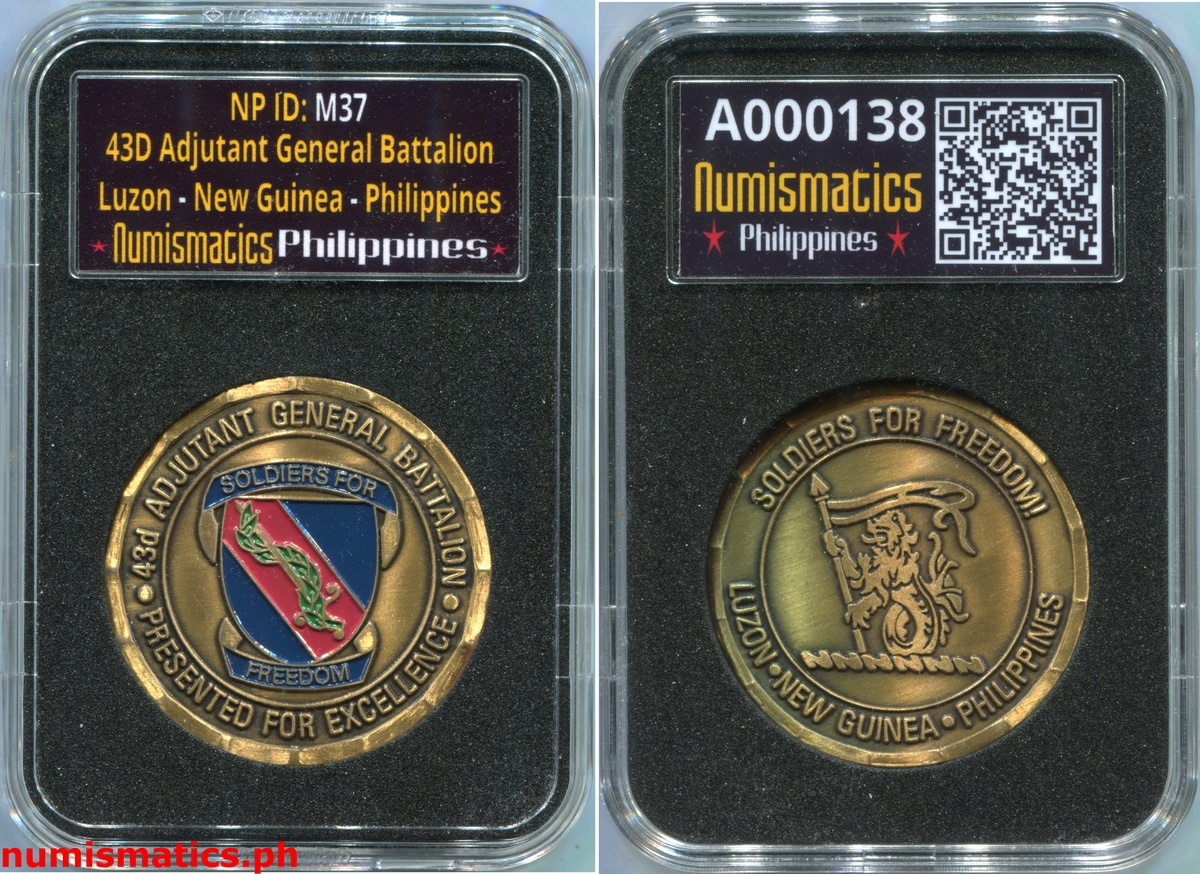 NP ID: M37
43D Adjutant General Battalion
Luzon - New Guinea - Philippines
Numismatics Philippines
43d ADJUTANT GENERAL BATTALION
SOLDIERS FOR
FREEDOM
PRESENTED FOR EXCELLENCE
numismatics.ph
A000138
Numismatics
Philippines
SOLDIERS FOR FREEDOM!
LUZON • NEW GUINEA • PHILIPPINES